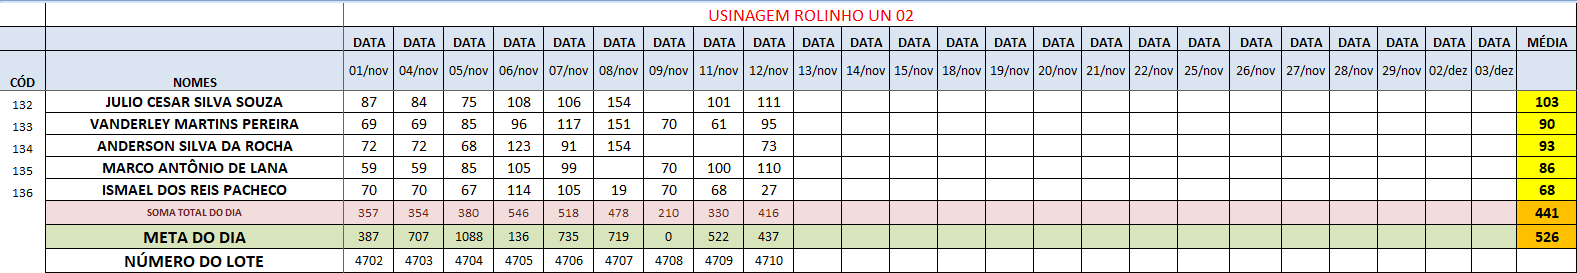 USINAGEM ROLINHO UN 02
DATA DATA DATA DATA DATA DATA DATA DATA DATA DATA DATA DATA DATA DATA DATA DATA DATA DATA DATA DATA DATA DATA DATA DATA MÉDIA
CÓD NOMES 01/nov 04/nov 05/nov 06/nov 07/nov 08/nov 09/nov 11/nov 12/nov 13/nov 14/nov 15/nov 18/nov 19/nov 20/nov 21/nov 22/nov 25/nov 26/nov 27/nov 28/nov 29/nov 02/dez 03/dez
132 JULIO CESAR SILVA SOUZA 87 84 75 108 106 154 101 111 103
133 VANDERLEY MARTINS PEREIRA 69 69 85 96 117 151 70 61 95 90
134 ANDERSON SILVA DA ROCHA 72 72 68 123 91 154 73 93
135 MARCO ANTÔNIO DE LANA 59 59 85 105 99 70 100 110 86
136 ISMAEL DOS REIS PACHECO 70 70 67 114 105 19 70 68 27 68
SOMA TOTAL DO DIA 357 354 380 546 518 478 210 330 416 441
META DO DIA 387 707 1088 136 735 719 0 522 437 526
NÚMERO DO LOTE 4702 4703 4704 4705 4706 4707 4708 4709 4710